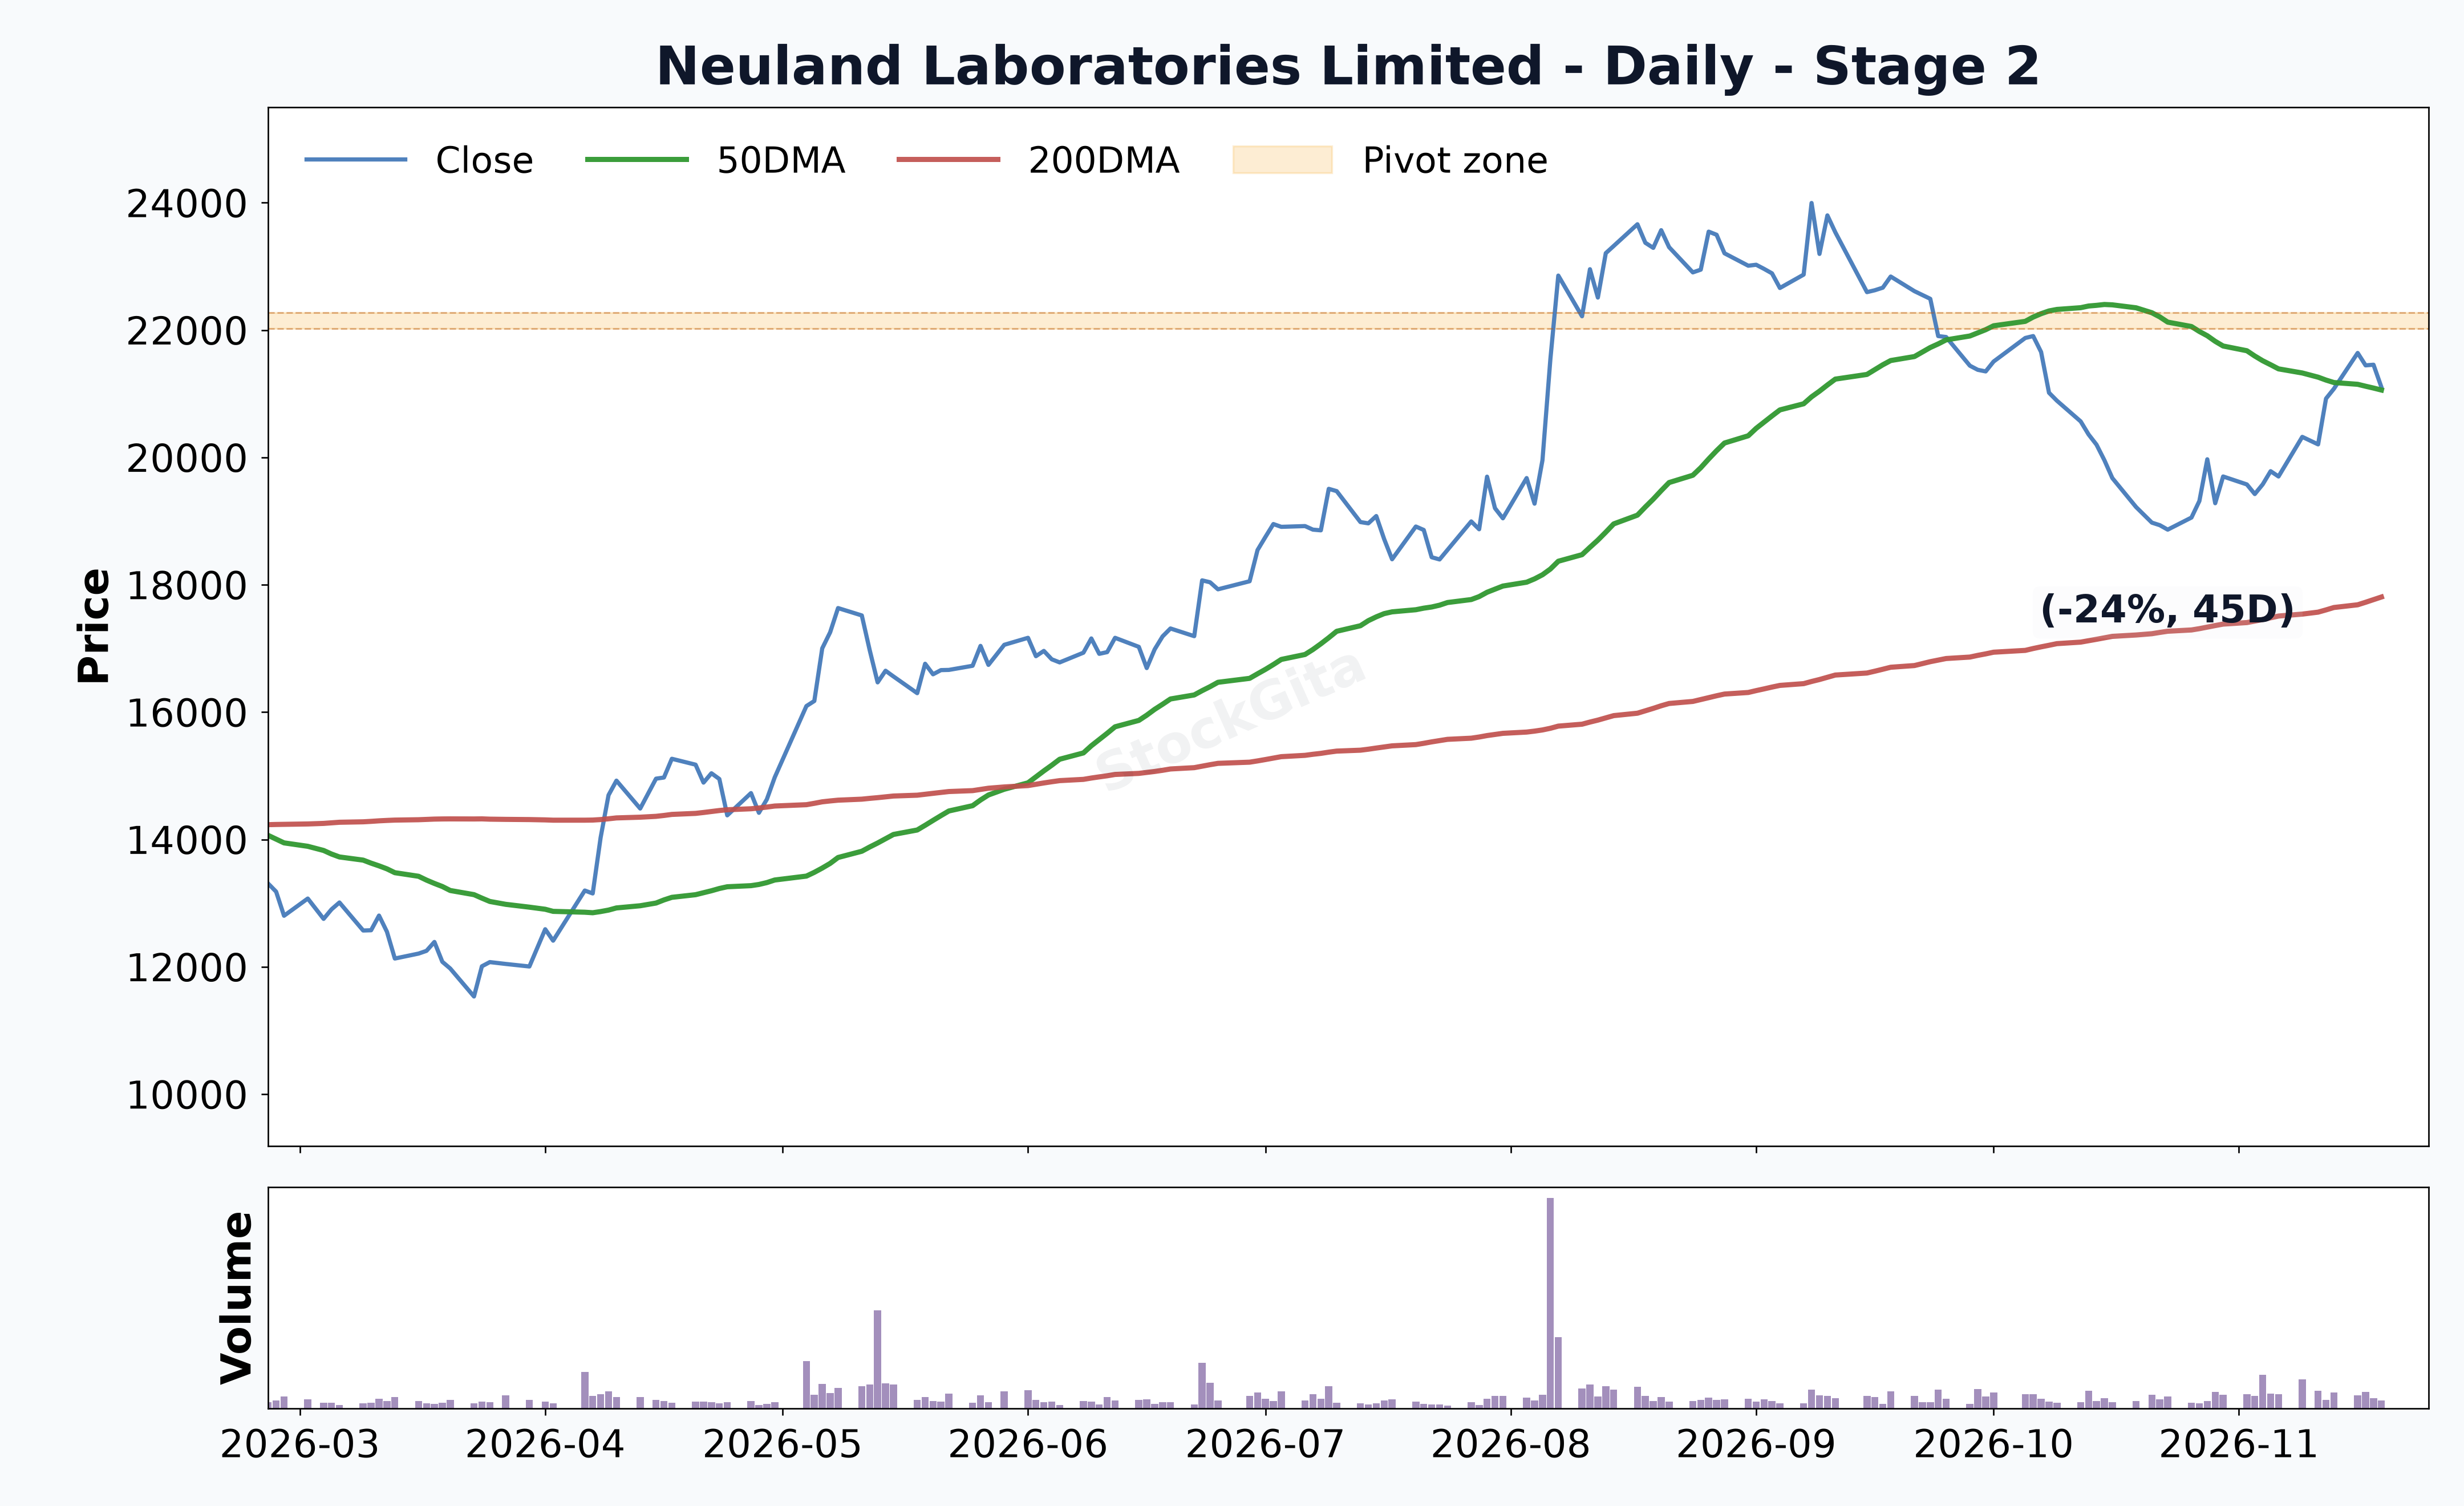 Neuland Laboratories Limited - Daily - Stage 2
Close 50DMA 200DMA Pivot zone
24000
22000
20000
18000
16000
14000
12000
10000
Price
(-24%, 45D)
StockGita
Volume
2026-03 2026-04 2026-05 2026-06 2026-07 2026-08 2026-09 2026-10 2026-11